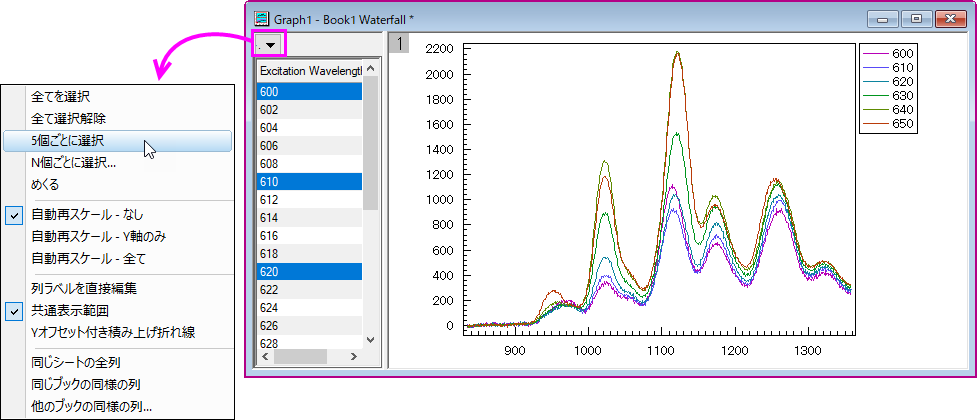 Graph1 - Book1 Waterfall *
1
Excitation Wavelength
600
602
604
606
608
610
612
614
616
618
620
622
624
626
628
全てを選択
全て選択解除
5個ごとに選択
N個ごとに選択...
めくる
自動再スケール - なし
自動再スケール - Y軸のみ
自動再スケール - 全て
列ラベルを直接編集
共通表示範囲
Yオフセット付き積み上げ折れ線
同じシートの全列
同じブックの同様の列
他のブックの同様の列...
2200
2000
1800
1600
1400
1200
1000
800
600
400
200
0
900
1000
1100
1200
1300
600
610
620
630
640
650